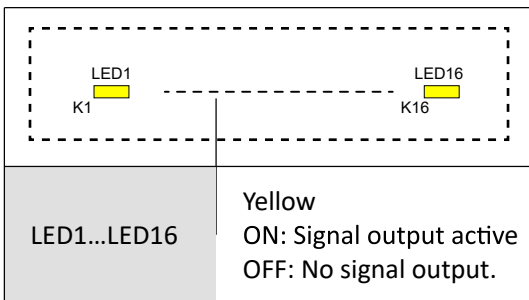 LED1
LED16
K1
K16
LED1...LED16
Yellow
ON: Signal output active
OFF: No signal output.